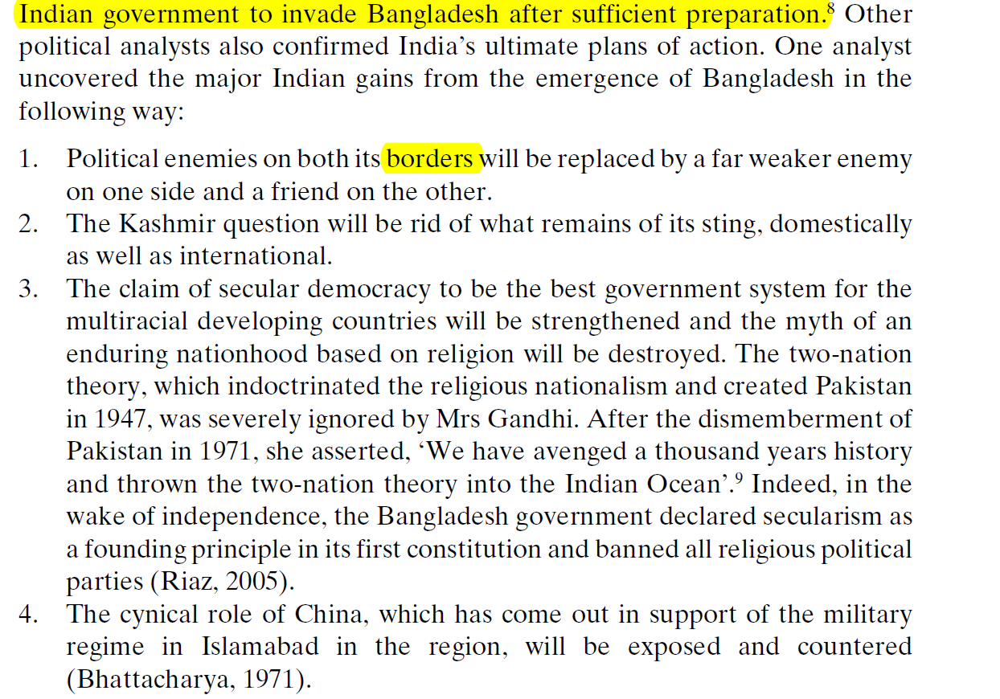 Indian government to invade Bangladesh after sufficient preparation.⁸ Other
political analysts also confirmed India’s ultimate plans of action. One analyst
uncovered the major Indian gains from the emergence of Bangladesh in the
following way:
1. Political enemies on both its borders will be replaced by a far weaker enemy
on one side and a friend on the other.
2. The Kashmir question will be rid of what remains of its sting, domestically
as well as international.
3. The claim of secular democracy to be the best government system for the
multiracial developing countries will be strengthened and the myth of an
enduring nationhood based on religion will be destroyed. The two-nation
theory, which indoctrinated the religious nationalism and created Pakistan
in 1947, was severely ignored by Mrs Gandhi. After the dismemberment of
Pakistan in 1971, she asserted, ‘We have avenged a thousand years history
and thrown the two-nation theory into the Indian Ocean’.⁹ Indeed, in the
wake of independence, the Bangladesh government declared secularism as
a founding principle in its first constitution and banned all religious political
parties (Riaz, 2005).
4. The cynical role of China, which has come out in support of the military
regime in Islamabad in the region, will be exposed and countered
(Bhattacharya, 1971).